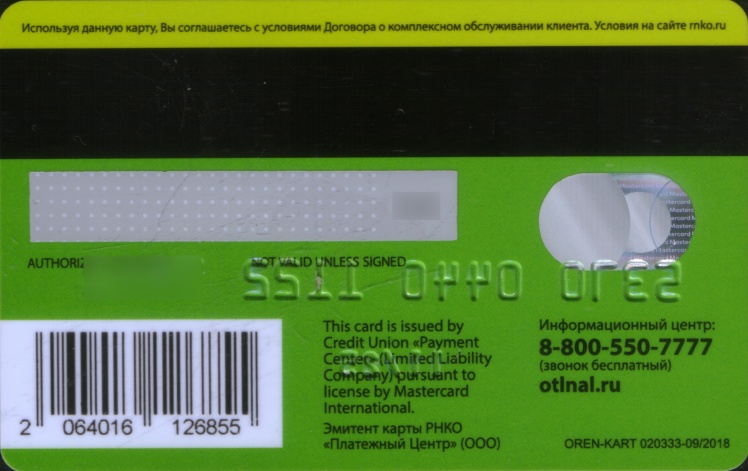 Используя данную карту, Вы соглашаетесь с условиями Договора о комплексном обслуживании клиента. Условия на сайте rnko.ru
NOT VALID UNLESS SIGNED
This card is issued by
Credit Union «Payment
Center» (Limited Liability
Company) pursuant to
license by Mastercard
International.
Эмитент карты РНКО
«Платежный Центр» (ООО)
Информационный центр:
8-800-550-7777
(звонок бесплатный)
otlnal.ru
2 064016 126855
OREN-KART 020333-09/2018